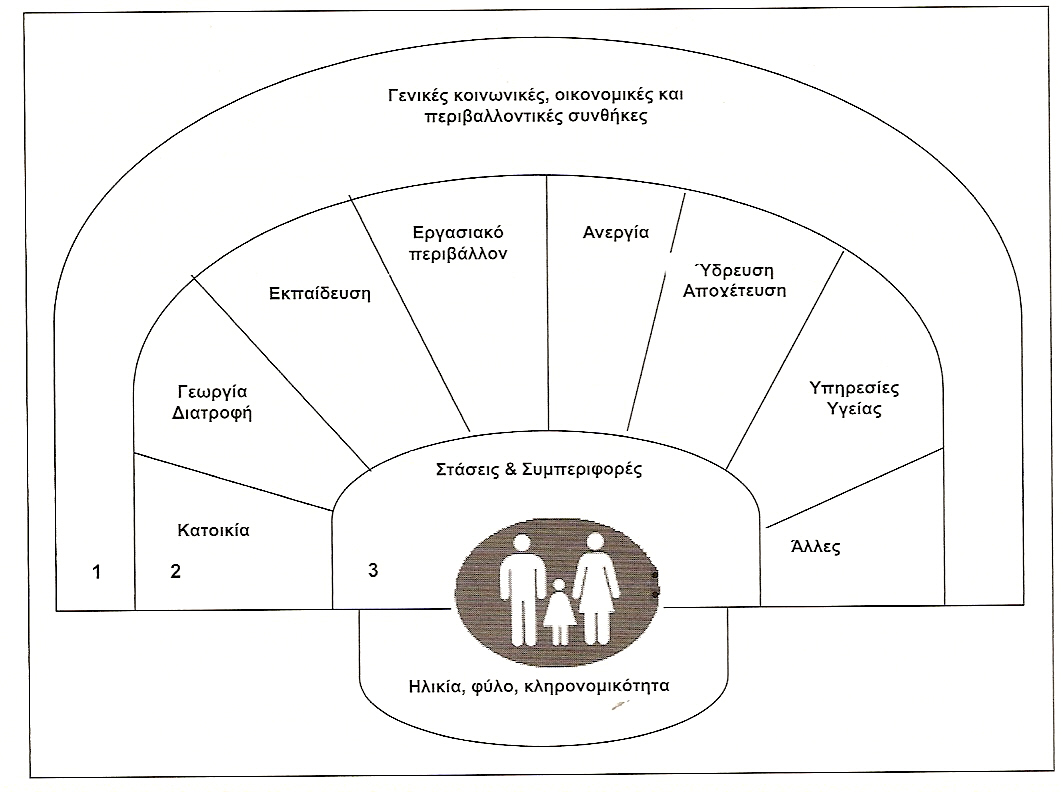 Γενικές κοινωνικές, οικονομικές και
περιβαλλοντικές συνθήκες
Εργασιακό
περιβάλλον
Ανεργία
Ύδρευση
Αποχέτευση
Εκπαίδευση
Γεωργία
Διατροφή
Υπηρεσίες
Υγείας
Στάσεις & Συμπεριφορές
Κατοικία
Άλλες
1
2
3
Ηλικία, φύλο, κληρονομικότητα